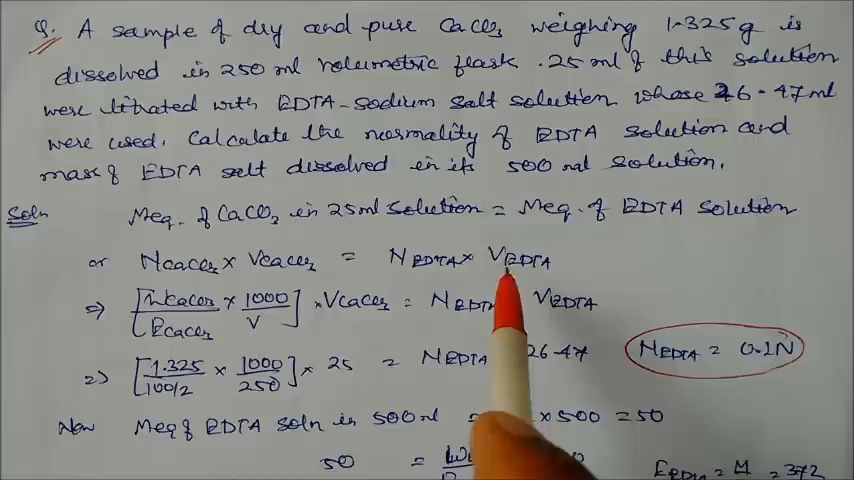 Q. A sample of dry and pure CaCO3 weighing 1.325g is
dissolved in 250 ml volumetric flask. 25 ml of this solution
were titrated with EDTA-sodium salt solution whose 26.47 ml
were used. Calculate the normality of EDTA solution and
mass of EDTA salt dissolved in its 500 ml solution.
Soln Meq. of CaCO3 in 25ml solution = Meq. of EDTA solution
or NCaCO3 × VCaCO3 = NEDTA × VEDTA
⇒ [WCaCO3/ECaCO3 × 1000/V] × VCaCO3 = NEDTA VEDTA
⇒ [1.325/100/2 × 1000/250] × 25 = NEDTA 26.47 NEDTA = 0.1N
Now Meq of EDTA soln in 500 ml = × 500 = 50
50 = EEDTA = M = 372